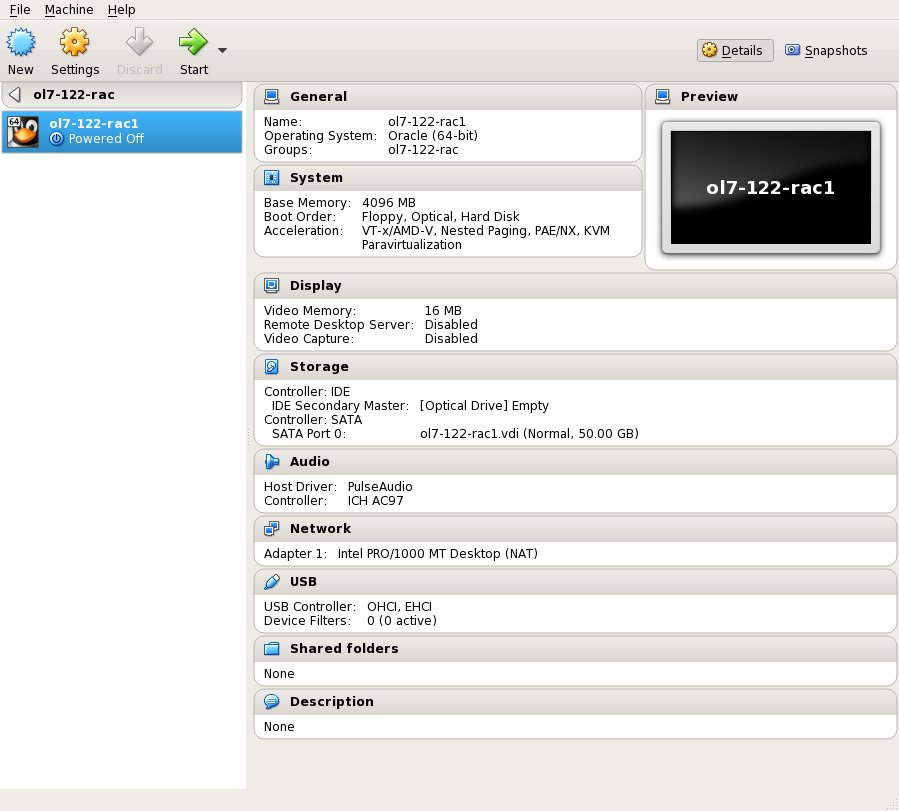 File Machine Help
New Settings Discard Start Details Snapshots
ol7-122-rac
64 ol7-122-rac1
Powered Off
General
Name: ol7-122-rac1
Operating System: Oracle (64-bit)
Groups: ol7-122-rac
System
Base Memory: 4096 MB
Boot Order: Floppy, Optical, Hard Disk
Acceleration: VT-x/AMD-V, Nested Paging, PAE/NX, KVM
Paravirtualization
Preview
ol7-122-rac1
Display
Video Memory: 16 MB
Remote Desktop Server: Disabled
Video Capture: Disabled
Storage
Controller: IDE
IDE Secondary Master: [Optical Drive] Empty
Controller: SATA
SATA Port 0: ol7-122-rac1.vdi (Normal, 50.00 GB)
Audio
Host Driver: PulseAudio
Controller: ICH AC97
Network
Adapter 1: Intel PRO/1000 MT Desktop (NAT)
USB
USB Controller: OHCI, EHCI
Device Filters: 0 (0 active)
Shared folders
None
Description
None